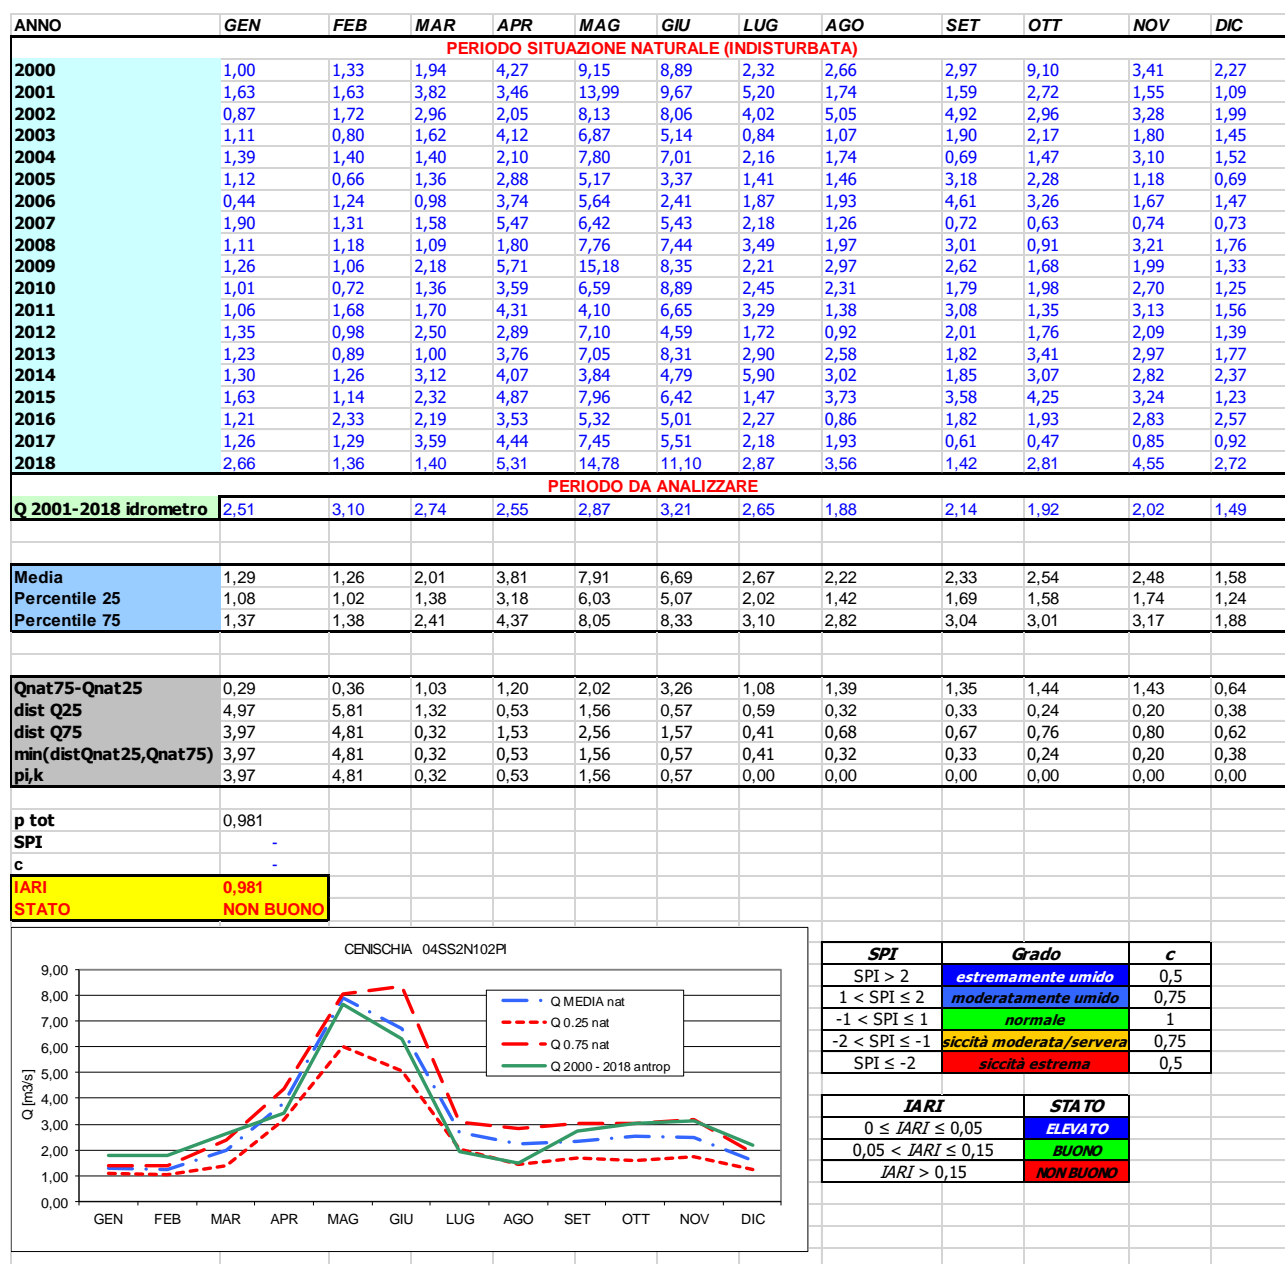 ANNO GEN FEB MAR APR MAG GIU LUG AGO SET OTT NOV DIC
PERIODO SITUAZIONE NATURALE (INDISTURBATA)
2000 1,00 1,33 1,94 4,27 9,15 8,89 2,32 2,66 2,97 9,10 3,41 2,27
2001 1,63 1,63 3,82 3,46 13,99 9,67 5,20 1,74 1,59 2,72 1,55 1,09
2002 0,87 1,72 2,96 2,05 8,13 8,06 4,02 5,05 4,92 2,96 3,28 1,99
2003 1,11 0,80 1,62 4,12 6,87 5,14 0,84 1,07 1,90 2,17 1,80 1,45
2004 1,39 1,40 1,40 2,10 7,80 7,01 2,16 1,74 0,69 1,47 3,10 1,52
2005 1,12 0,66 1,36 2,88 5,17 3,37 1,41 1,46 3,18 2,28 1,18 0,69
2006 0,44 1,24 0,98 3,74 5,64 2,41 1,87 1,93 4,61 3,26 1,67 1,47
2007 1,90 1,31 1,58 5,47 6,42 5,43 2,18 1,26 0,72 0,63 0,74 0,73
2008 1,11 1,18 1,09 1,80 7,76 7,44 3,49 1,97 3,01 0,91 3,21 1,76
2009 1,26 1,06 2,18 5,71 15,18 8,35 2,21 2,97 2,62 1,68 1,99 1,33
2010 1,01 0,72 1,36 3,59 6,59 8,89 2,45 2,31 1,79 1,98 2,70 1,25
2011 1,06 1,68 1,70 4,31 4,10 6,65 3,29 1,38 3,08 1,35 3,13 1,56
2012 1,35 0,98 2,50 2,89 7,10 4,59 1,72 0,92 2,01 1,76 2,09 1,39
2013 1,23 0,89 1,00 3,76 7,05 8,31 2,90 2,58 1,82 3,41 2,97 1,77
2014 1,30 1,26 3,12 4,07 3,84 4,79 5,90 3,02 1,85 3,07 2,82 2,37
2015 1,63 1,14 2,32 4,87 7,96 6,42 1,47 3,73 3,58 4,25 3,24 1,23
2016 1,21 2,33 2,19 3,53 5,32 5,01 2,27 0,86 1,82 1,93 2,83 2,57
2017 1,26 1,29 3,59 4,44 7,45 5,51 2,18 1,93 0,61 0,47 0,85 0,92
2018 2,66 1,36 1,40 5,31 14,78 11,10 2,87 3,56 1,42 2,81 4,55 2,72
PERIODO DA ANALIZZARE
Q 2001-2018 idrometro 2,51 3,10 2,74 2,55 2,87 3,21 2,65 1,88 2,14 1,92 2,02 1,49
Media 1,29 1,26 2,01 3,81 7,91 6,69 2,67 2,22 2,33 2,54 2,48 1,58
Percentile 25 1,08 1,02 1,38 3,18 6,03 5,07 2,02 1,42 1,69 1,58 1,74 1,24
Percentile 75 1,37 1,38 2,41 4,37 8,05 8,33 3,10 2,82 3,04 3,01 3,17 1,88
Qnat75-Qnat25 0,29 0,36 1,03 1,20 2,02 3,26 1,08 1,39 1,35 1,44 1,43 0,64
dist Q25 4,97 5,81 1,32 0,53 1,56 0,57 0,59 0,32 0,33 0,24 0,20 0,38
dist Q75 3,97 4,81 0,32 1,53 2,56 1,57 0,41 0,68 0,67 0,76 0,80 0,62
min(distQnat25,Qnat75) 3,97 4,81 0,32 0,53 1,56 0,57 0,41 0,32 0,33 0,24 0,20 0,38
pi,k 3,97 4,81 0,32 0,53 1,56 0,57 0,00 0,00 0,00 0,00 0,00 0,00
p tot 0,981
SPI -
c -
IARI 0,981
STATO NON BUONO
CENISCHIA 04SS2N102PI
Q [m3/s]
9,00
8,00
7,00
6,00
5,00
4,00
3,00
2,00
1,00
0,00
GEN FEB MAR APR MAG GIU LUG AGO SET OTT NOV DIC
Q MEDIA nat
Q 0.25 nat
Q 0.75 nat
Q 2000 - 2018 antrop
SPI Grado c
SPI > 2 estremamente umido 0,5
1 < SPI ≤ 2 moderatamente umido 0,75
-1 < SPI ≤ 1 normale 1
-2 < SPI ≤ -1 siccità moderata/servera 0,75
SPI ≤ -2 siccità estrema 0,5
IARI STATO
0 ≤ IARI ≤ 0,05 ELEVATO
0,05 < IARI ≤ 0,15 BUONO
IARI > 0,15 NON BUONO